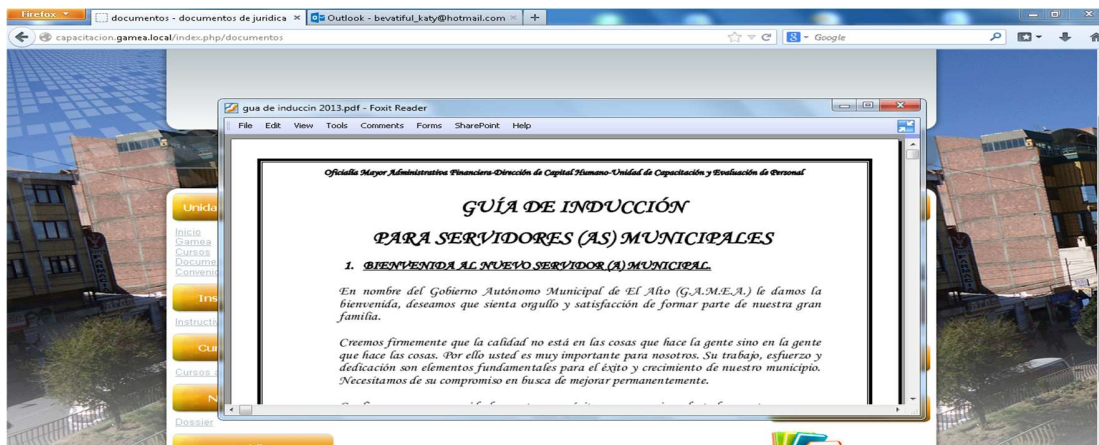 Firefox
documentos - documentos de juridica
Outlook - bevatiful_katy@hotmail.com
capacitacion.gamea.local/index.php/documentos
Google
gua de induccin 2013.pdf - Foxit Reader
File Edit View Tools Comments Forms SharePoint Help
Oficialía Mayor Administrativa Financiera-Dirección de Capital Humano-Unidad de Capacitación y Evaluación de Personal
GUÍA DE INDUCCIÓN
PARA SERVIDORES (AS) MUNICIPALES
1. BIENVENIDA AL NUEVO SERVIDOR (A) MUNICIPAL.
En nombre del Gobierno Autónomo Municipal de El Alto (G.A.M.E.A.) le damos la
bienvenida, deseamos que sienta orgullo y satisfacción de formar parte de nuestra gran
familia.
Creemos firmemente que la calidad no está en las cosas que hace la gente sino en la gente
que hace las cosas. Por ello usted es muy importante para nosotros. Su trabajo, esfuerzo y
dedicación son elementos fundamentales para el éxito y crecimiento de nuestro municipio.
Necesitamos de su compromiso en busca de mejorar permanentemente.
Unida
Inicio
Gamea
Cursos
Docume
Convenio
Ins
Instructiv
Cur
Cursos a
N
Dossier